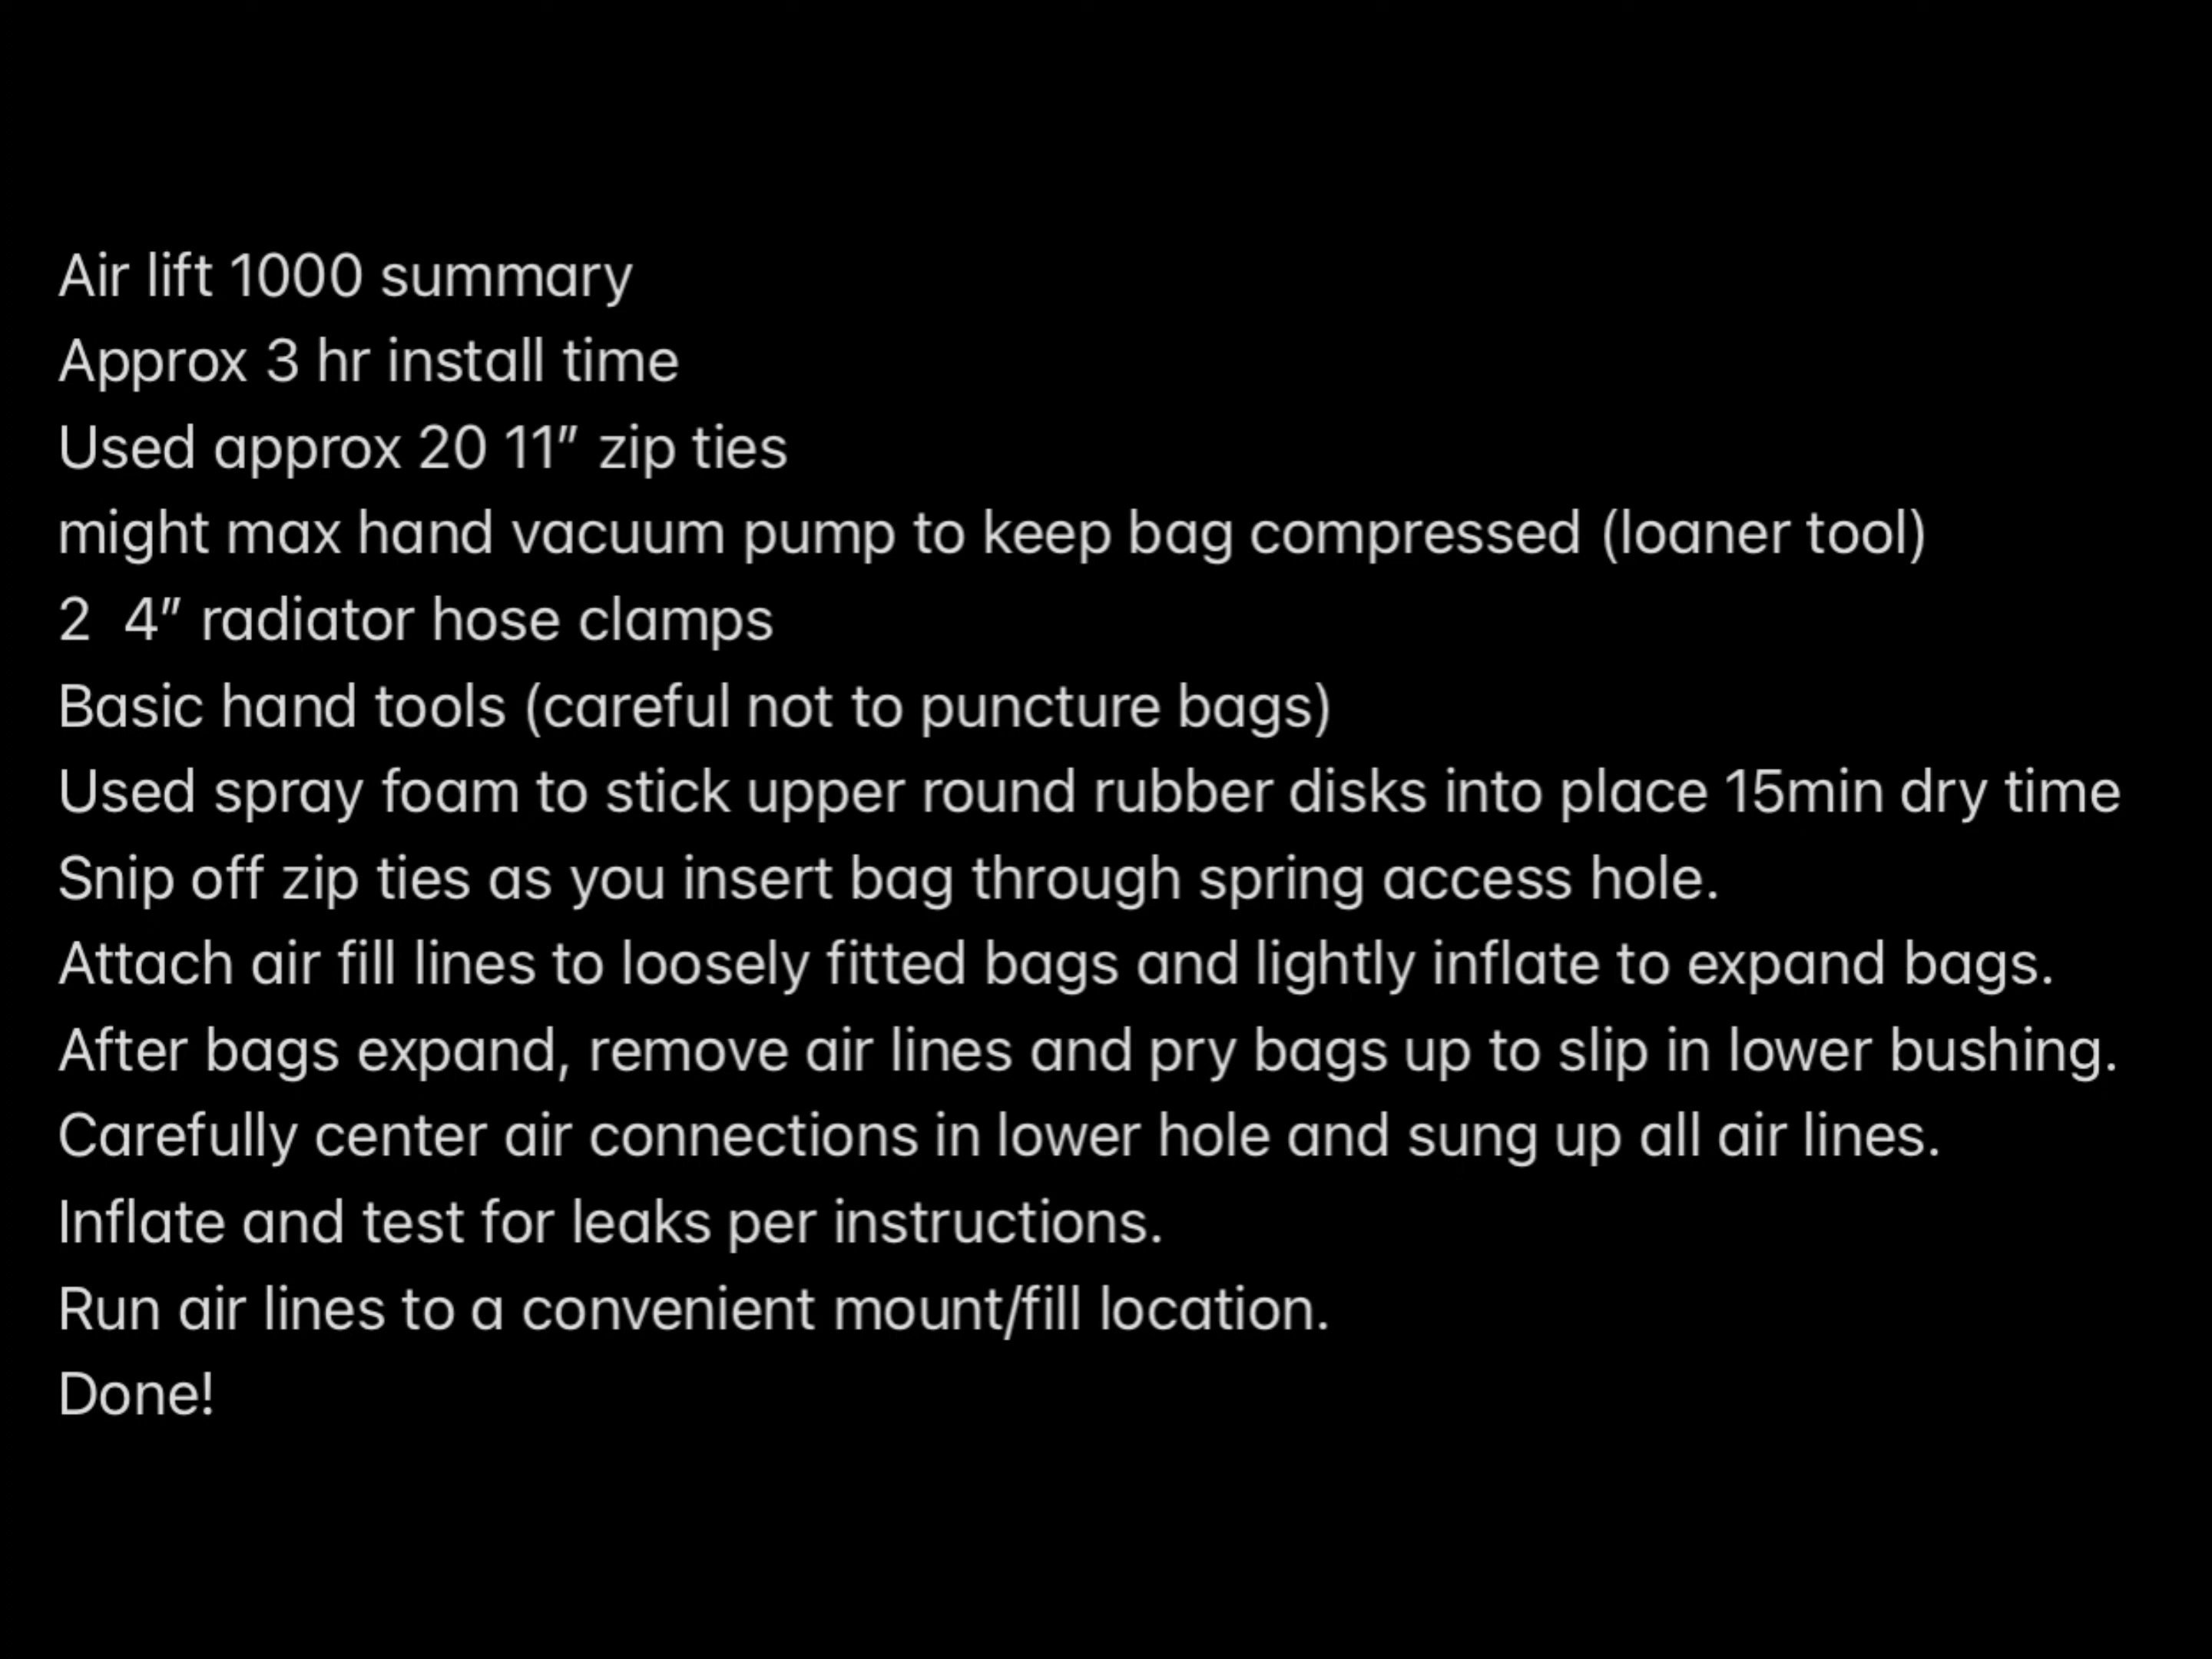 Air lift 1000 summary
Approx 3 hr install time
Used approx 20 11” zip ties
might max hand vacuum pump to keep bag compressed (loaner tool)
2  4” radiator hose clamps
Basic hand tools (careful not to puncture bags)
Used spray foam to stick upper round rubber disks into place 15min dry time
Snip off zip ties as you insert bag through spring access hole.
Attach air fill lines to loosely fitted bags and lightly inflate to expand bags.
After bags expand, remove air lines and pry bags up to slip in lower bushing.
Carefully center air connections in lower hole and sung up all air lines.
Inflate and test for leaks per instructions.
Run air lines to a convenient mount/fill location.
Done!